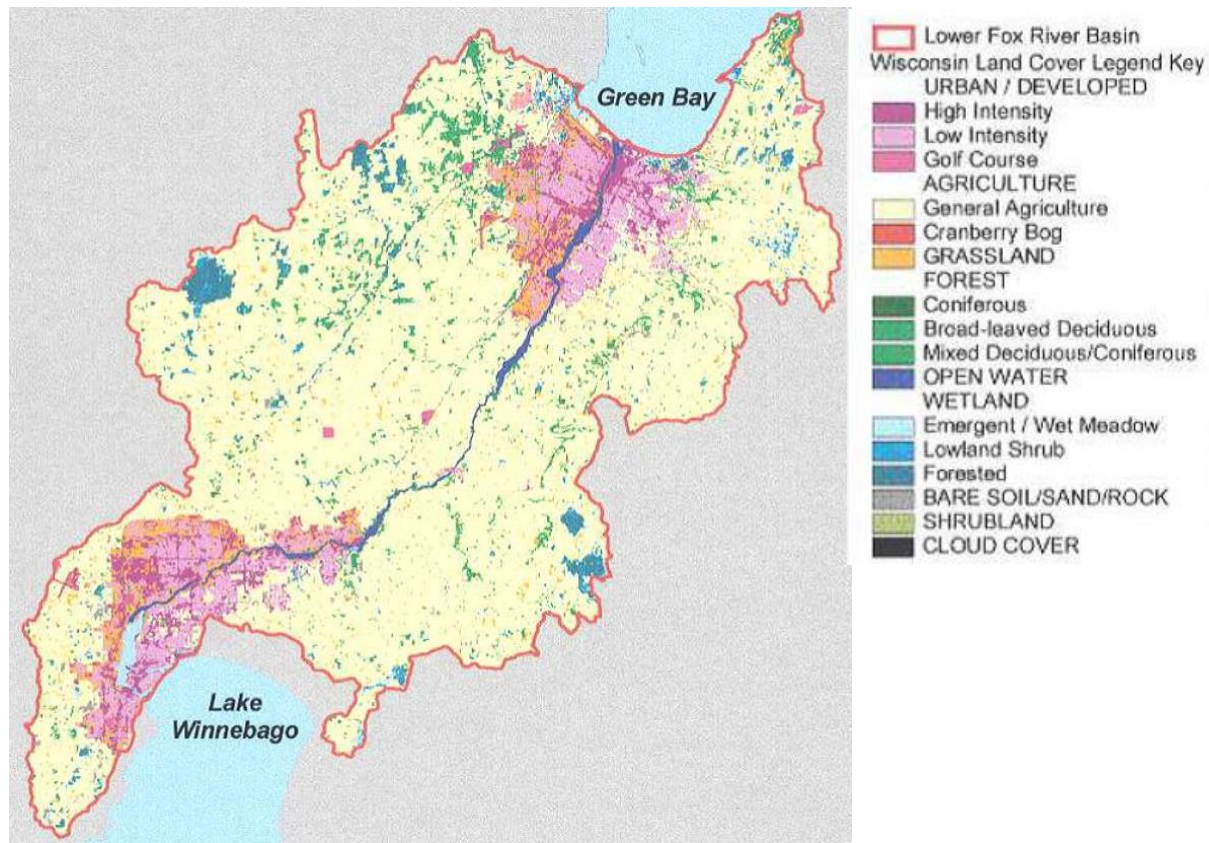 Green Bay
Lake
Winnebago
Lower Fox River Basin
Wisconsin Land Cover Legend Key
URBAN / DEVELOPED
High Intensity
Low Intensity
Golf Course
AGRICULTURE
General Agriculture
Cranberry Bog
GRASSLAND
FOREST
Coniferous
Broad-leaved Deciduous
Mixed Deciduous/Coniferous
OPEN WATER
WETLAND
Emergent / Wet Meadow
Lowland Shrub
Forested
BARE SOIL/SAND/ROCK
SHRUBLAND
CLOUD COVER